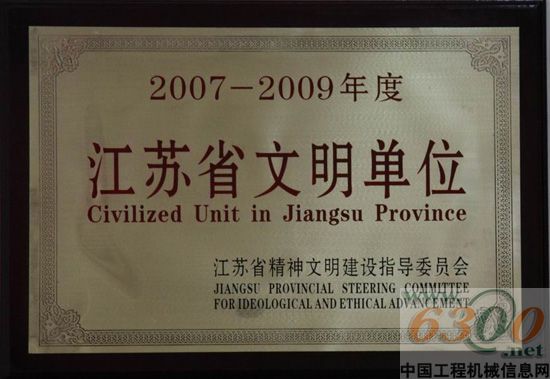 2007－2009年度
江苏省文明单位
Civilized Unit in Jiangsu Province
江苏省精神文明建设指导委员会
JIANGSU PROVINCIAL STEERING COMMITTEE
FOR IDEOLOGICAL AND ETHICAL ADVANCEMENT
www.@
6300
.net
中国工程机械信息网